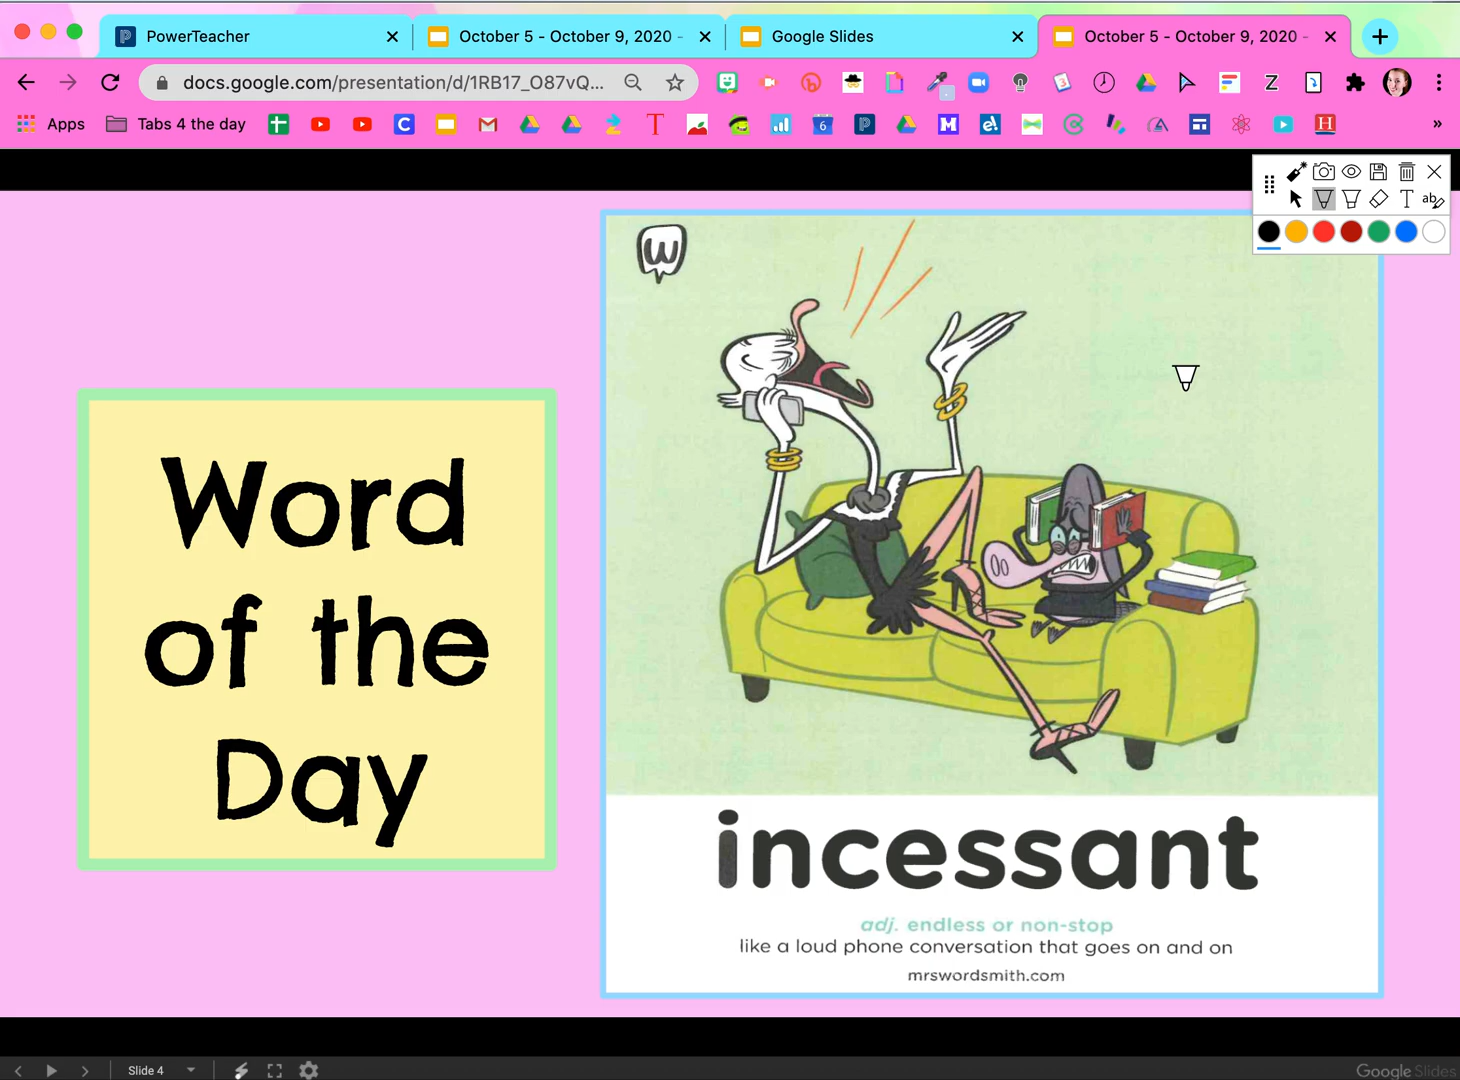 PowerTeacher
October 5 - October 9, 2020 -
Google Slides
October 5 - October 9, 2020 -
docs.google.com/presentation/d/1RB17_O87vQ...
Apps
Tabs 4 the day
W
Word
of the
Day
incessant
adj. endless or non-stop
like a loud phone conversation that goes on and on
mrswordsmith.com
Slide 4
Google Slides